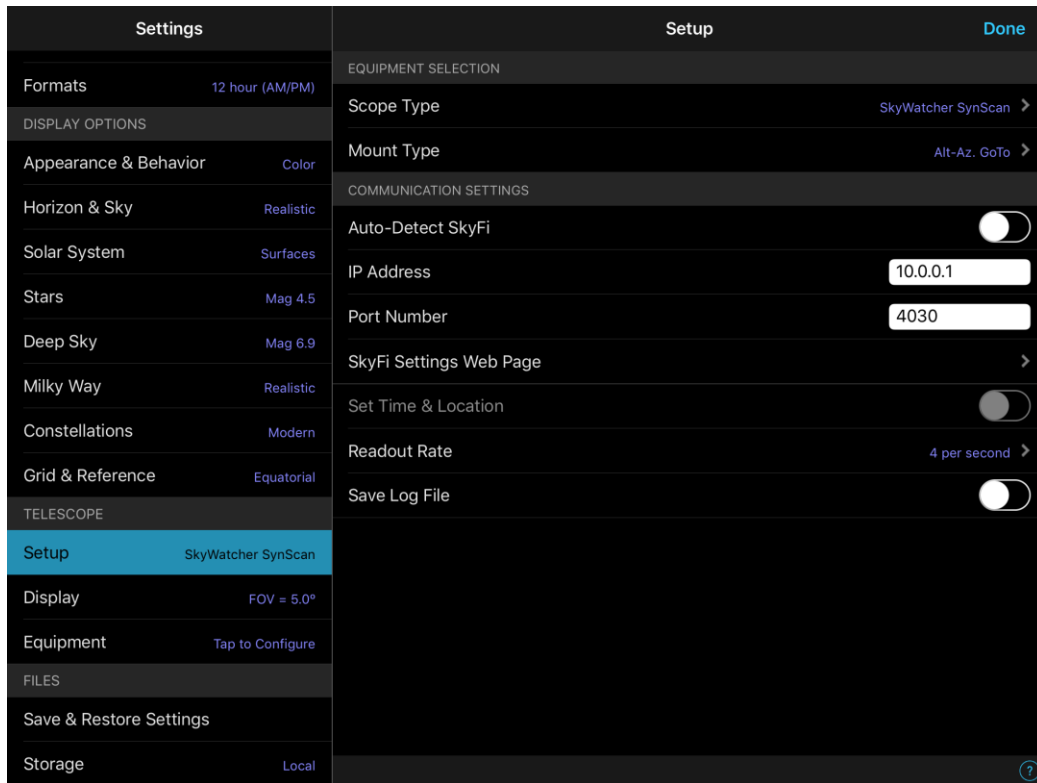 Settings
Formats 12 hour (AM/PM)
DISPLAY OPTIONS
Appearance & Behavior Color
Horizon & Sky Realistic
Solar System Surfaces
Stars Mag 4.5
Deep Sky Mag 6.9
Milky Way Realistic
Constellations Modern
Grid & Reference Equatorial
TELESCOPE
Setup SkyWatcher SynScan
Display FOV = 5.0º
Equipment Tap to Configure
FILES
Save & Restore Settings
Storage Local
Setup Done
EQUIPMENT SELECTION
Scope Type SkyWatcher SynScan >
Mount Type Alt-Az. GoTo >
COMMUNICATION SETTINGS
Auto-Detect SkyFi
IP Address 10.0.0.1
Port Number 4030
SkyFi Settings Web Page >
Set Time & Location
Readout Rate 4 per second >
Save Log File
?